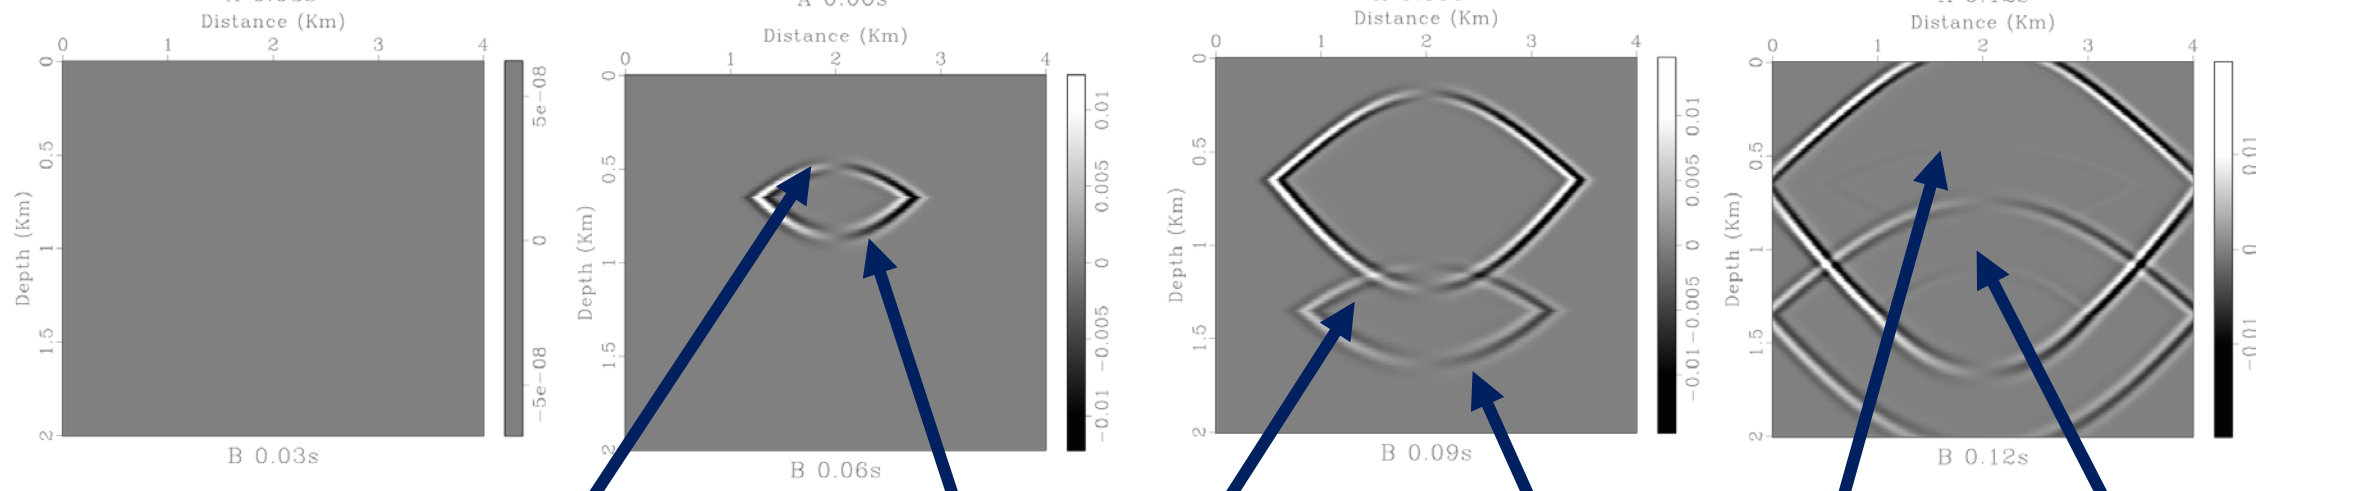 Distance (Km)
0 1 2 3 4
Depth (Km)
0 0.5 1 1.5 2
5e−08 0 −5e−08
B 0.03s
Distance (Km)
0 1 2 3 4
Depth (Km)
0 0.5 1 1.5 2
0.01 0.005 0 −0.005 −0.01
B 0.06s
Distance (Km)
0 1 2 3 4
Depth (Km)
0 0.5 1 1.5 2
0.01 0.005 0 −0.005 −0.01
B 0.09s
Distance (Km)
0 1 2 3 4
Depth (Km)
0 0.5 1 1.5 2
0.01 0 −0.01
B 0.12s